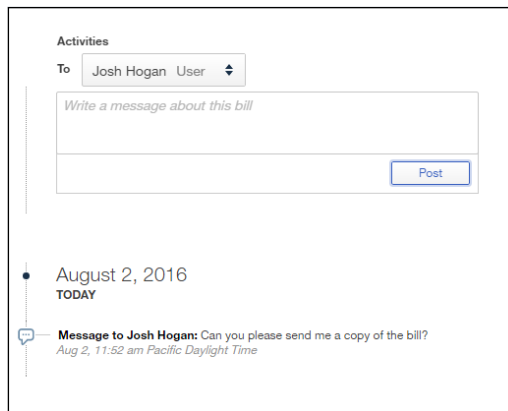 Activities
To Josh Hogan User
Write a message about this bill
Post
August 2, 2016
TODAY
Message to Josh Hogan: Can you please send me a copy of the bill?
Aug 2, 11:52 am Pacific Daylight Time